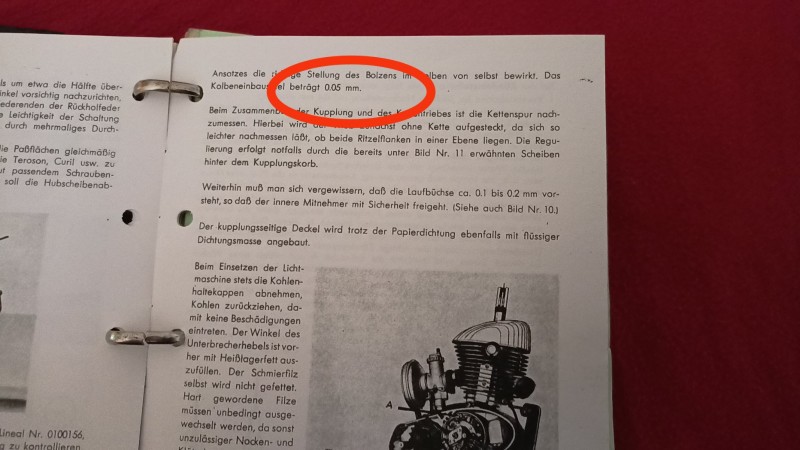 ls um etwa die Hälfte über-
inkel vorsichtig nachzurichten,
ederenden der Rückholfeder
e Leichtigkeit der Schaltung
durch mehrmaliges Durch-
ie Paßflächen gleichmäßig
ie Teroson, Curil usw. zu
ut passendem Schrauben-
soll die Hubscheibenab-
Lineal Nr. 0100156,
g zu kontrollieren
Ansatzes die Stellung des Bolzens im von selbst bewirkt. Das
Kolbeneinbau beträgt 0.05 mm.
Beim Zusammenbau der Kupplung und des ist die Kettenspur nach-
zumessen. Hierbei wird ohne Kette aufgesteckt, da sich so
leichter nachmessen läßt, ob beide Ritzelflanken in einer Ebene liegen. Die Regu-
lierung erfolgt notfalls durch die bereits unter Bild Nr. 11 erwähnten Scheiben
hinter dem Kupplungskorb.
Weiterhin muß man sich vergewissern, daß die Laufbüchse ca. 0.1 bis 0.2 mm vor-
steht, so daß der innere Mitnehmer mit Sicherheit freigeht. (Siehe auch Bild Nr. 10.)
Der kupplungsseitige Deckel wird trotz der Papierdichtung ebenfalls mit flüssiger
Dichtungsmasse angebaut.
Beim Einsetzen der Licht-
maschine stets die Kohlen-
haltekappen abnehmen,
Kohlen zurückziehen, da-
mit keine Beschädigungen
eintreten. Der Winkel des
Unterbrecherhebels ist vor-
her mit Heißlagerfett aus-
zufüllen. Der Schmierfilz
selbst wird nicht gefettet.
Hart gewordene Filze
müssen unbedingt ausge-
wechselt werden, da sonst
unzulässiger Nocken- und
A